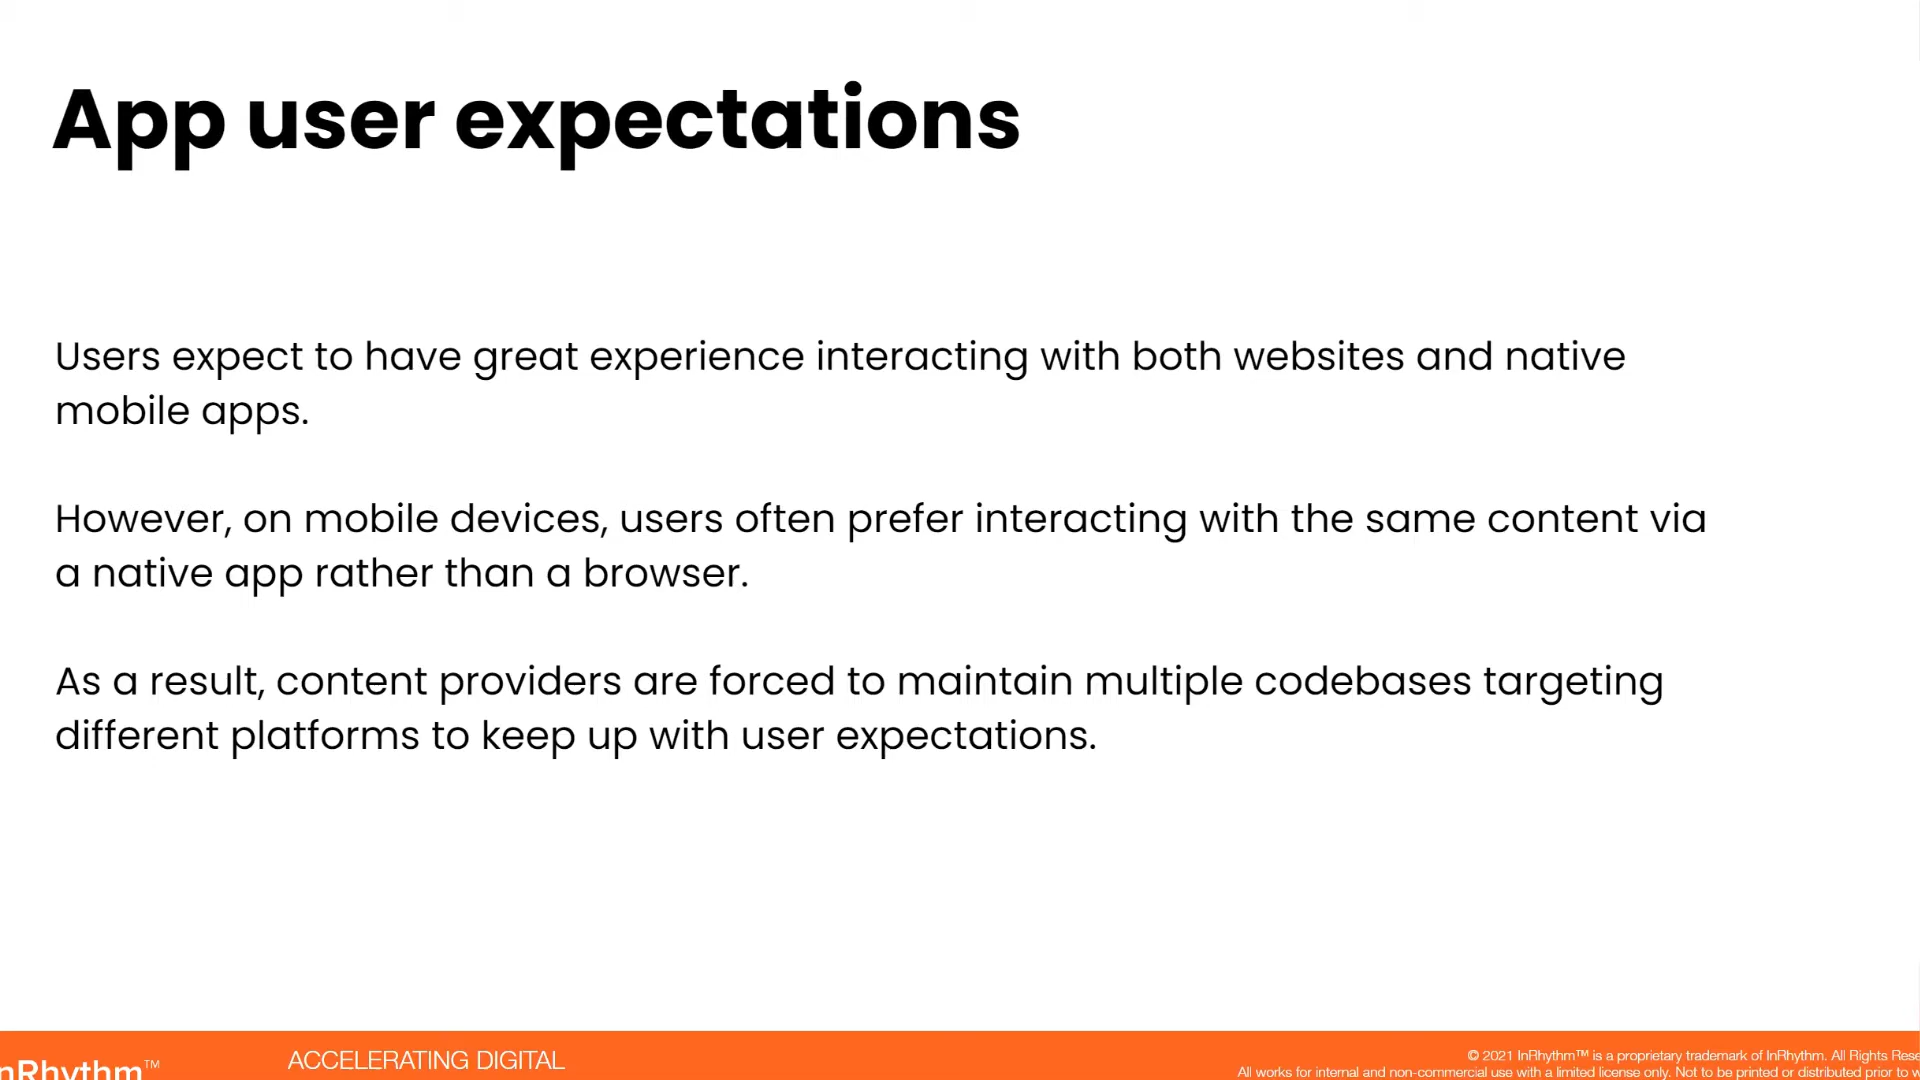 App user expectations
Users expect to have great experience interacting with both websites and native
mobile apps.
However, on mobile devices, users often prefer interacting with the same content via
a native app rather than a browser.
As a result, content providers are forced to maintain multiple codebases targeting
different platforms to keep up with user expectations.
nRhythm™
ACCELERATING DIGITAL
© 2021 InRhythm™ is a proprietary trademark of InRhythm. All Rights Rese
All works for internal and non-commercial use with a limited license only. Not to be printed or distributed prior to w